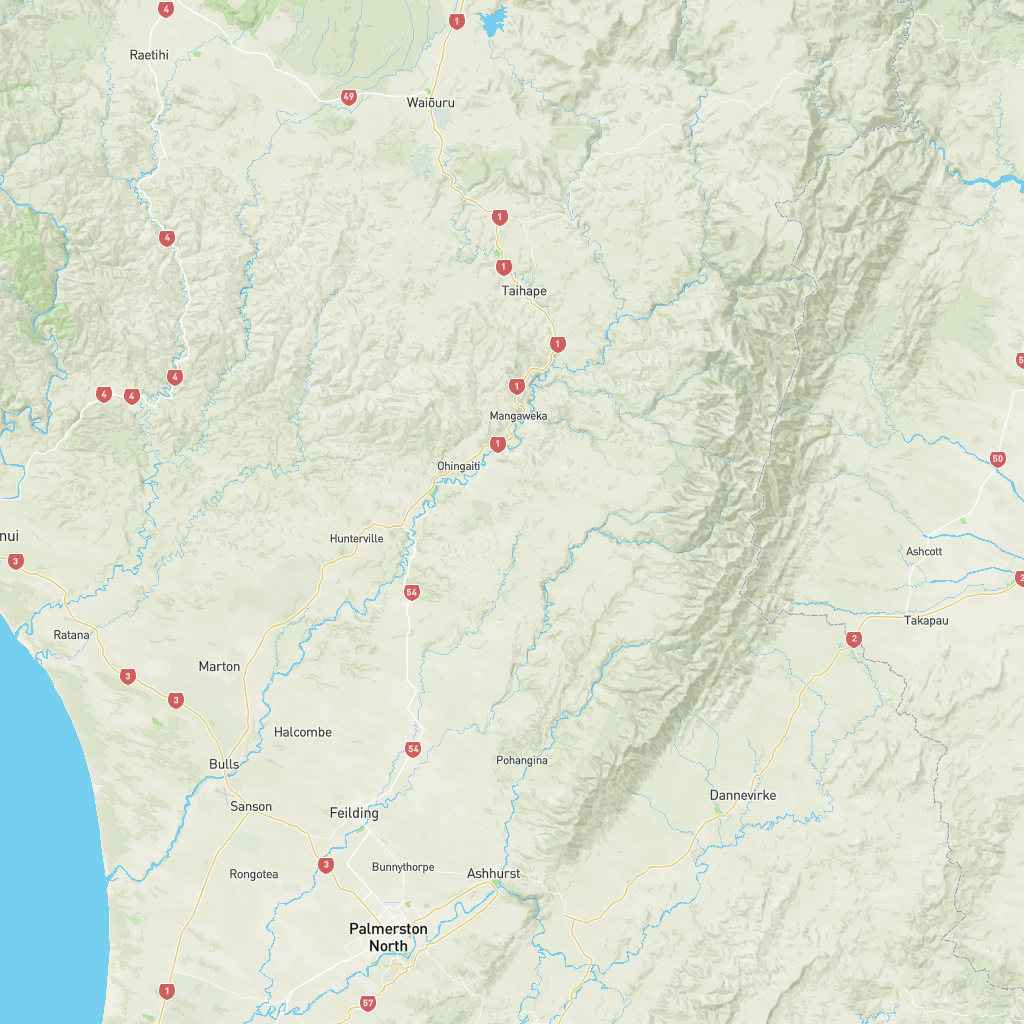 4
1
Raetihi
49
Waiōuru
1
4
1
Taihape
1
4
1
4
4
Mangaweka
1
50
Ohingaiti
nui
Hunterville
Ashcott
3
54
2
Ratana
Takapau
2
Marton
3
3
Halcombe
54
Pohangina
Bulls
Dannevirke
Sanson
Feilding
3
Bunnythorpe
Rongotea
Ashhurst
Palmerston
North
1
57